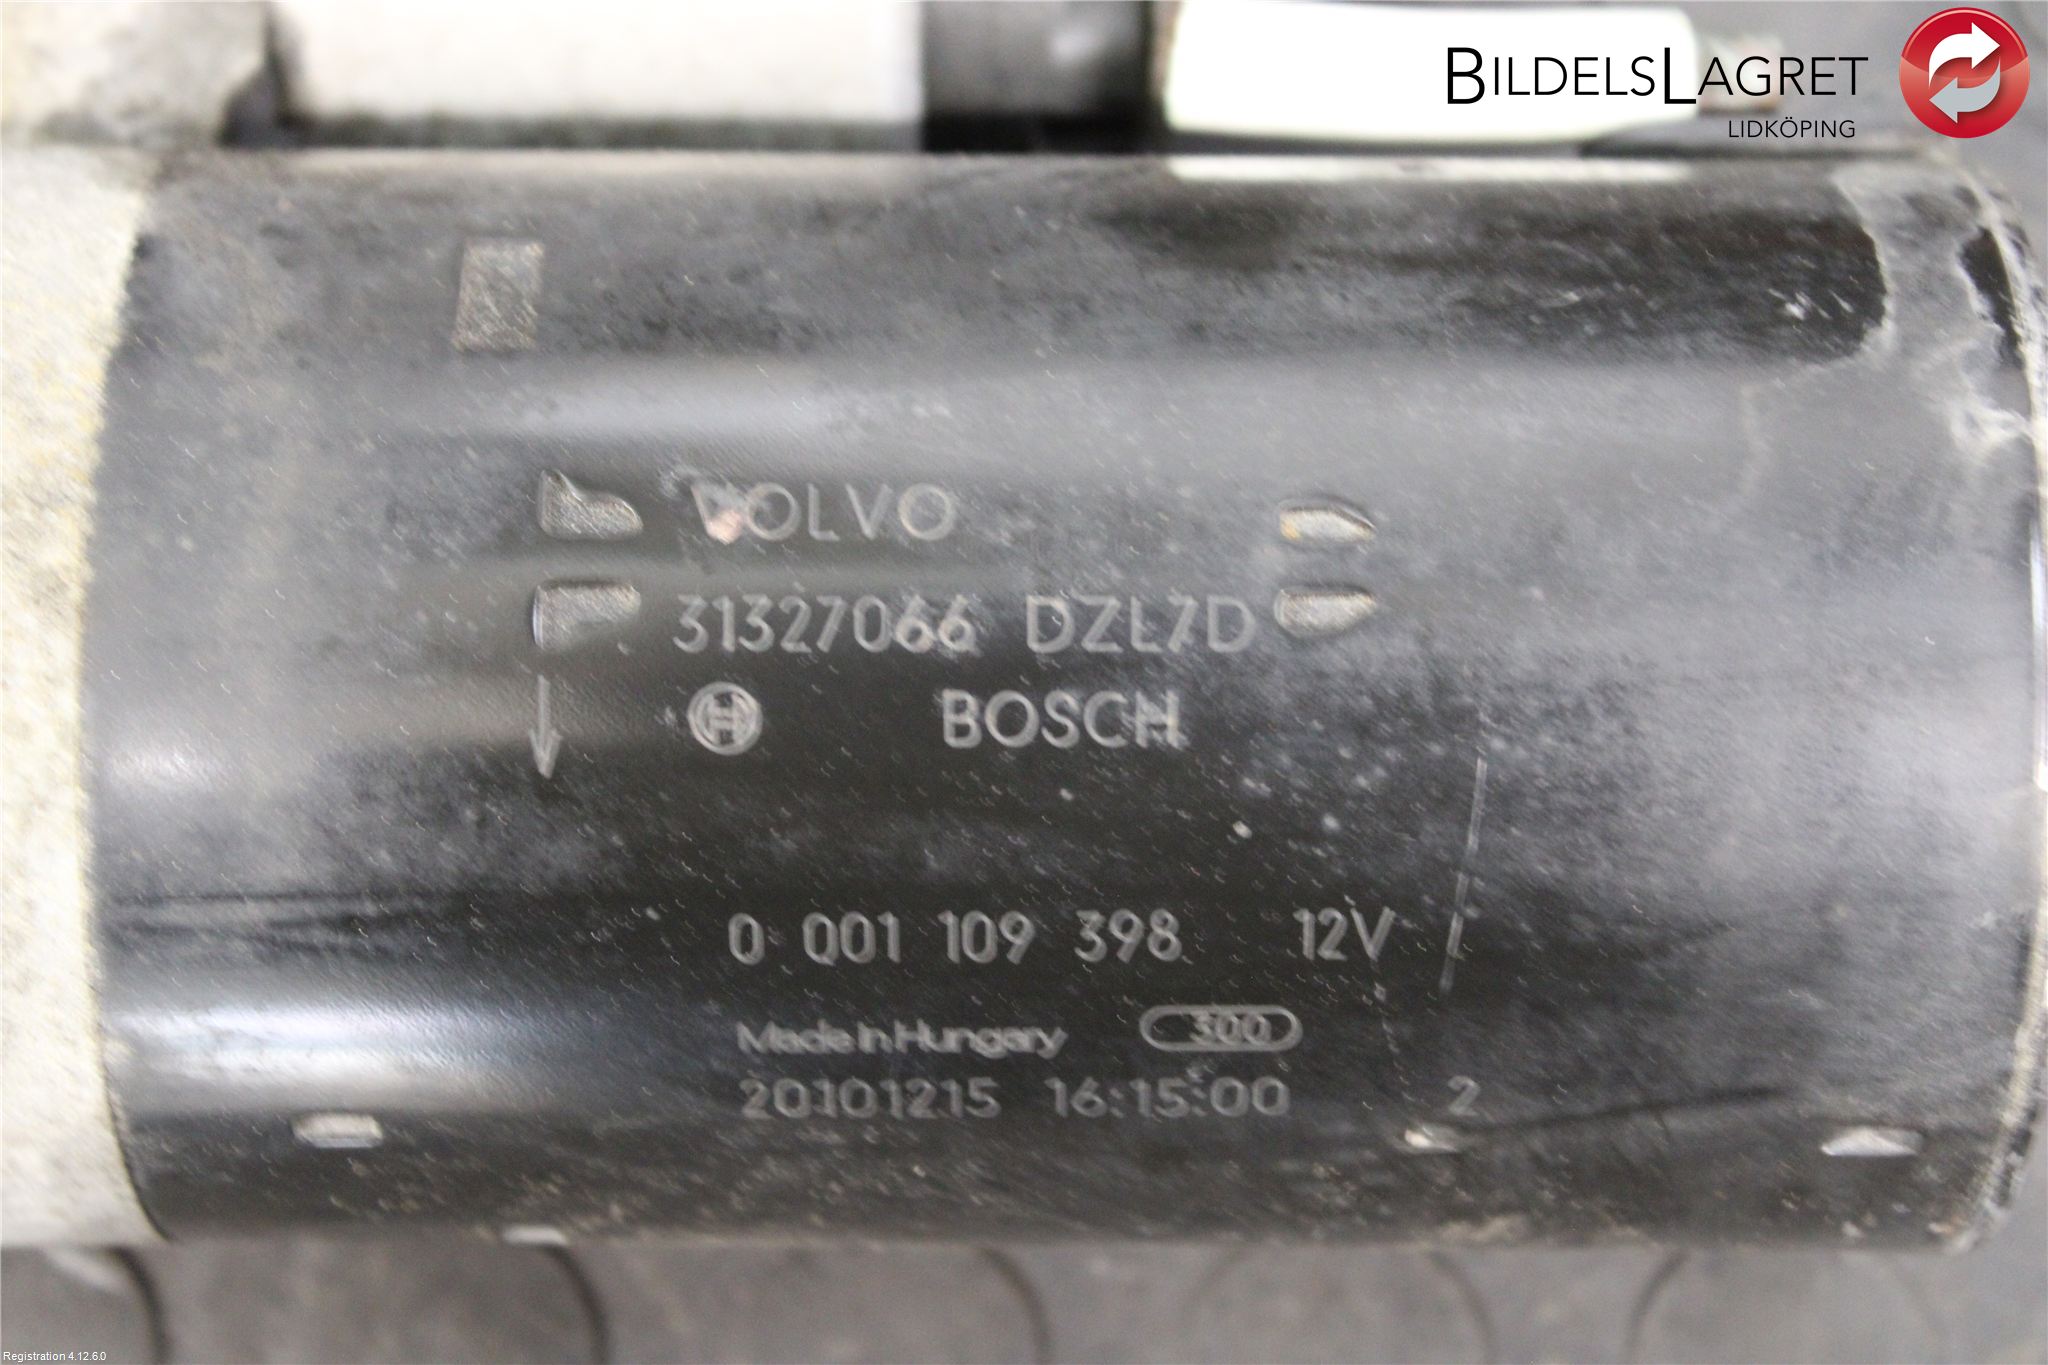 BILDELSLAGRET
LIDKÖPING
VOLVO
31327066 DZL7D
BOSCH
0 001 109 398 12V
Made in Hungary 300
20101215 16:15:00 2
Registration 4.12.6.0